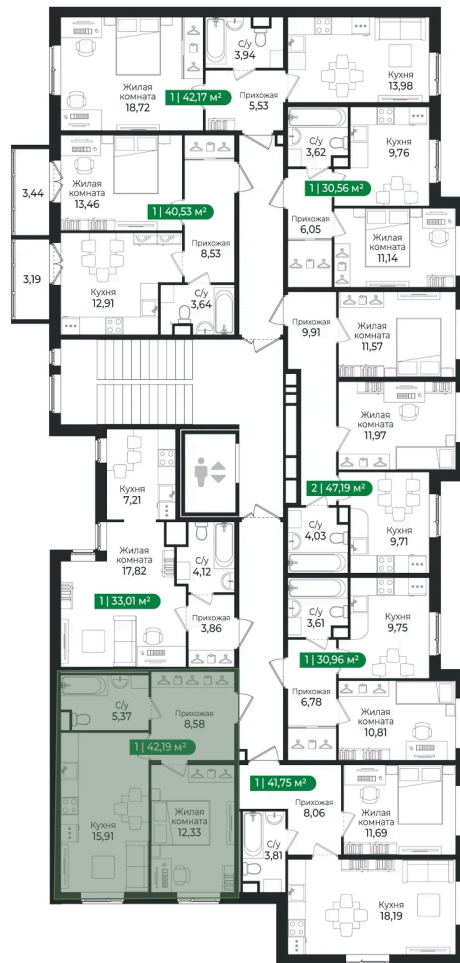 С/у
3,94
Жилая
комната
18,72
1 | 42,17 м²
Прихожая
5,53
Кухня
13,98
С/у
3,62
Кухня
9,76
3,44
Жилая
комната
13,46
1 | 40,53 м²
1 | 30,56 м²
Прихожая
8,53
Прихожая
6,05
Жилая
комната
11,14
3,19
Кухня
12,91
С/у
3,64
Прихожая
9,91
Жилая
комната
11,57
Жилая
комната
11,97
Кухня
7,21
2 | 47,19 м²
С/у
4,03
Кухня
9,71
Жилая
комната
17,82
С/у
4,12
1 | 33,01 м²
Прихожая
3,86
С/у
3,61
Кухня
9,75
1 | 30,96 м²
Прихожая
6,78
Жилая
комната
10,81
С/у
5,37
Прихожая
8,58
1 | 42,19 м²
1 | 41,75 м²
Прихожая
8,06
Жилая
комната
11,69
Кухня
15,91
Жилая
комната
12,33
С/у
3,81
Кухня
18,19